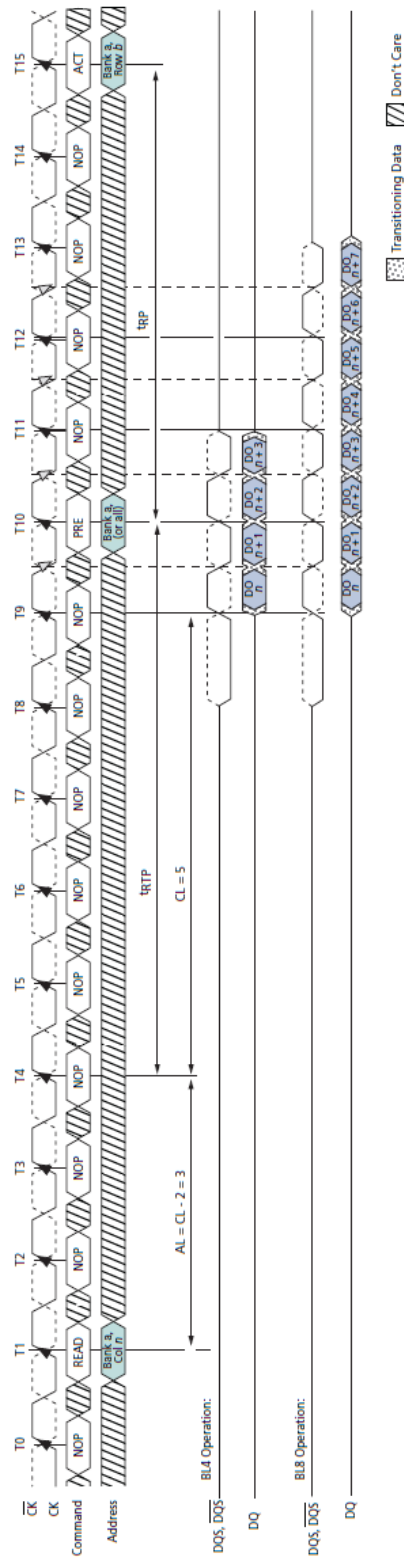 T0 T1 T2 T3 T4 T5 T6 T7 T8 T9 T10 T11 T12 T13 T14 T15
CK
CK
Command NOP READ NOP NOP NOP NOP NOP NOP NOP NOP PRE NOP NOP NOP NOP ACT
Address Bank a, Col n Bank a, (or all) Bank a, Row b
AL = CL - 2 = 3 tRTP tRP
CL = 5
BL4 Operation:
DQS, DQS
DQ DO n DO n + 1 DO n + 2 DO n + 3
BL8 Operation:
DQS, DQS
DQ DO n DO n + 1 DO n + 2 DO n + 3 DO n + 4 DO n + 5 DO n + 6 DO n + 7
Transitioning Data Don't Care